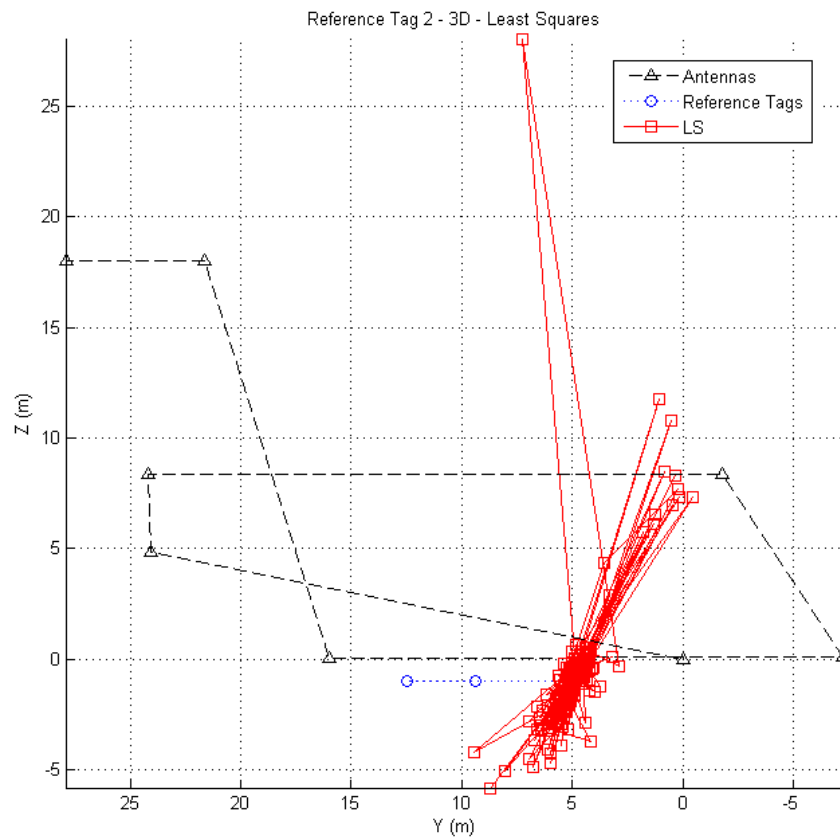 Reference Tag 2 - 3D - Least Squares
Antennas
Reference Tags
LS
25
20
15
10
5
0
-5
Z (m)
25 20 15 10 5 0 -5
Y (m)